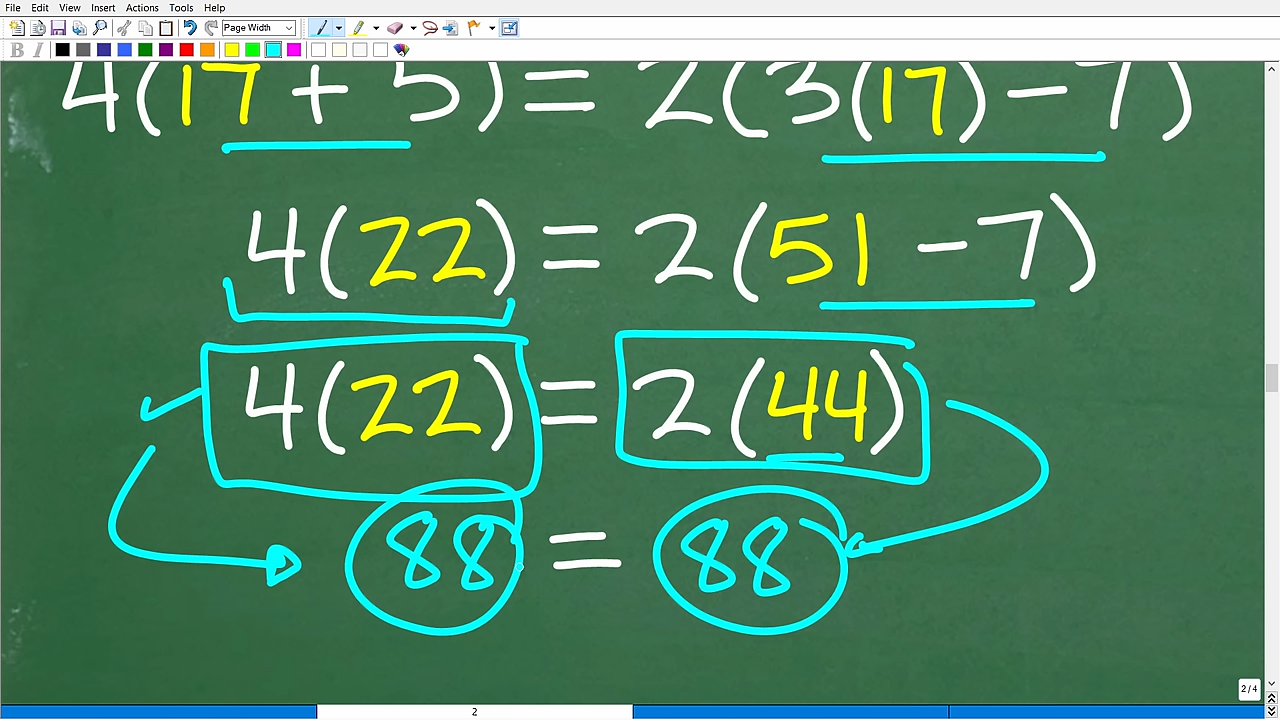 File Edit View Insert Actions Tools Help
Page Width
B I
4(17 + 5) = 2(3(17) - 7)
4(22) = 2(51 - 7)
4(22) = 2(44)
88 = 88
2 / 4
2